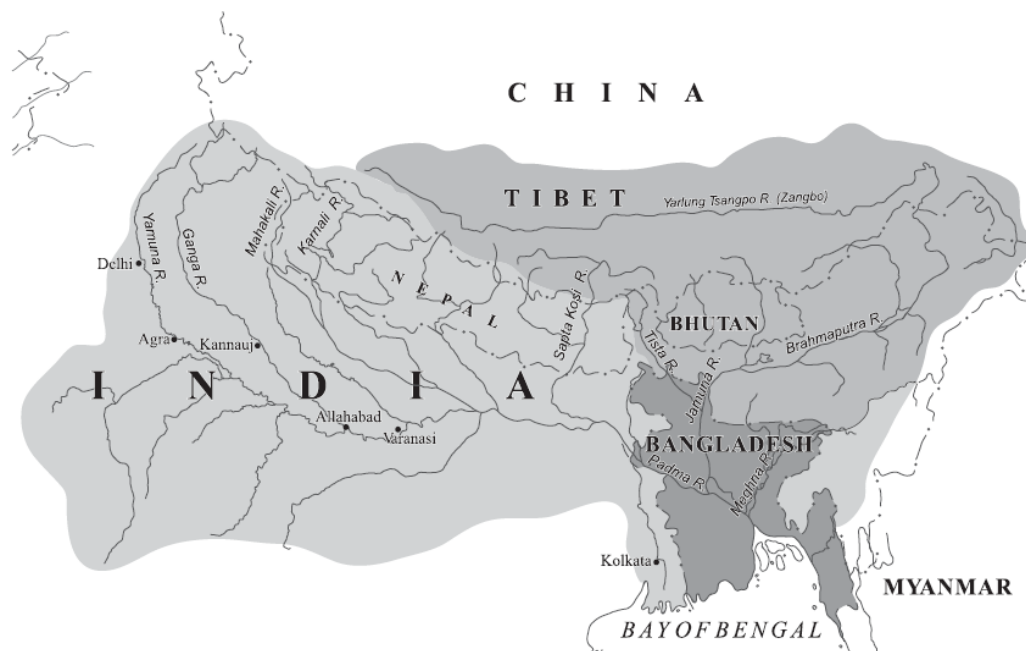 C H I N A
T I B E T
Yarlung Tsangpo R. (Zangbo)
Mahakali R.
Karnali R.
Yamuna R.
Ganga R.
Delhi
N E P A L
Sapta Kosi R.
BHUTAN
Brahmaputra R.
Tista R.
Agra
Kannauj
I N D I A
Jamuna R.
Allahabad
Varanasi
BANGLADESH
Padma R.
Meghna R.
Kolkata
MYANMAR
BAY OF BENGAL